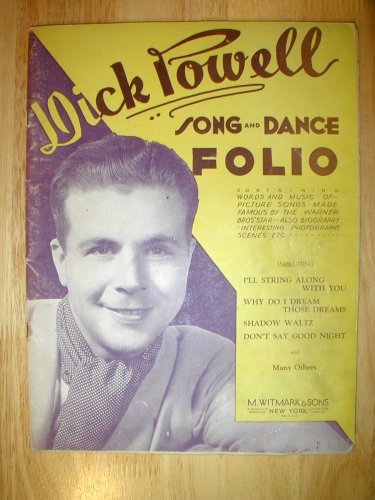 Dick Powell
SONG AND DANCE
FOLIO
CONTAINING
WORDS AND MUSIC OF—
PICTURE SONGS MADE
FAMOUS BY THE WARNER
BROS. STAR—ALSO BIOGRAPHY
—INTERESTING PHOTOGRAPHS
SCENES ETC
INCLUDING
I'LL STRING ALONG
WITH YOU
WHY DO I DREAM
THOSE DREAMS
SHADOW WALTZ
DON'T SAY GOOD NIGHT
and
Many Others
M. WITMARK & SONS
NEW YORK